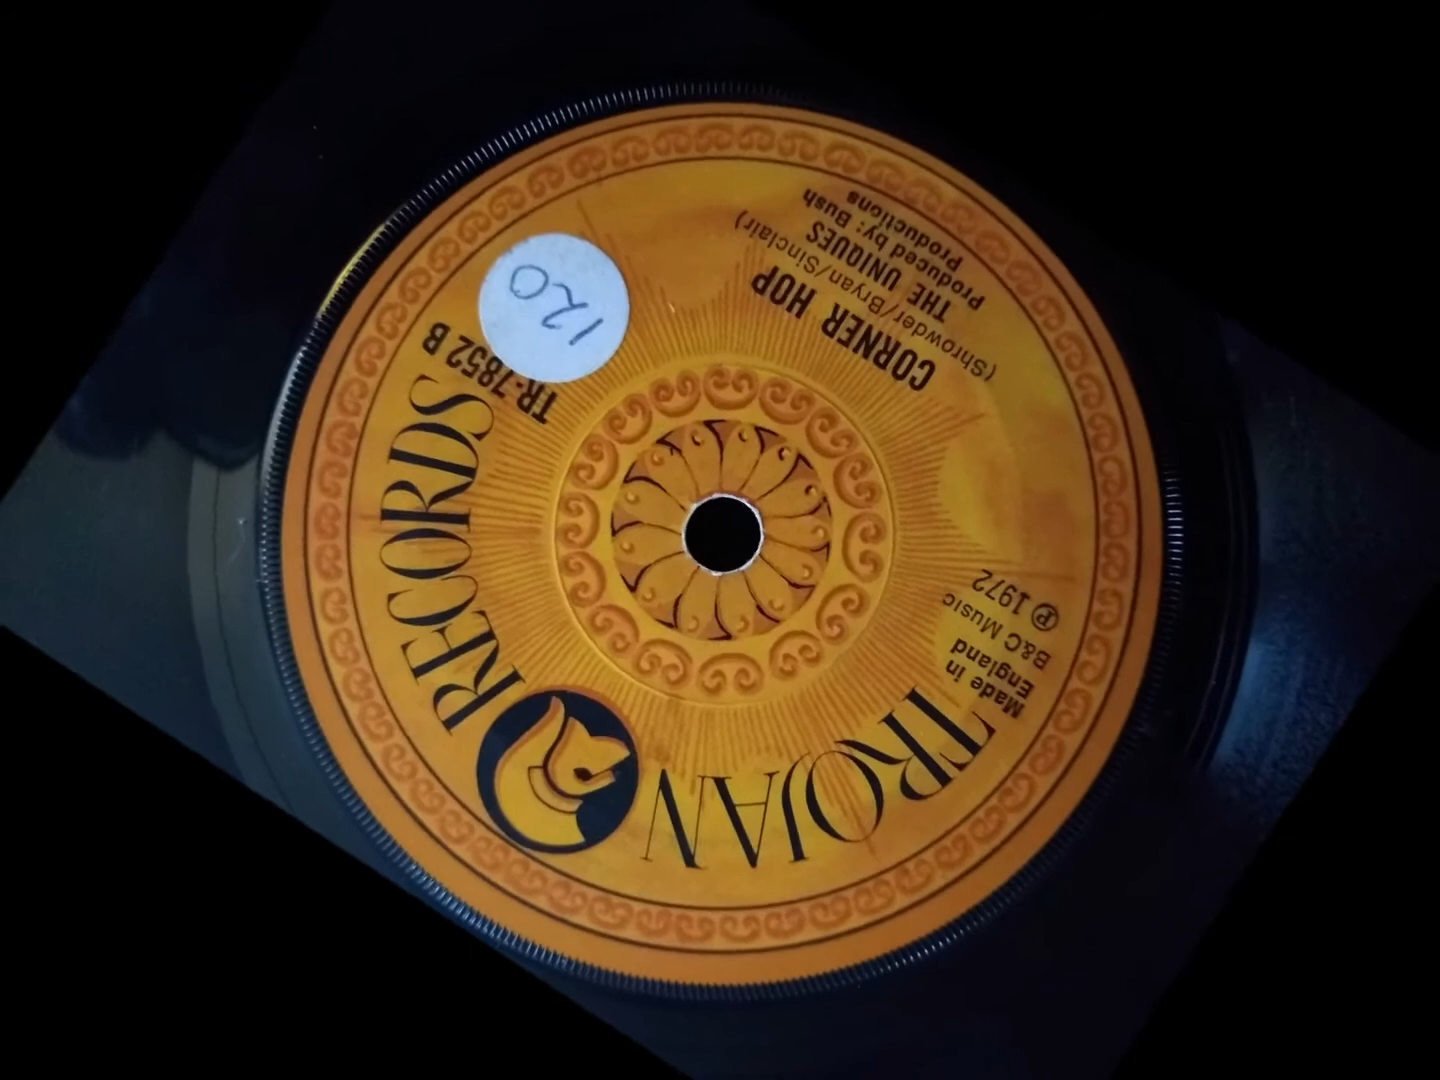 TROJAN RECORDS
Made in
England
B&C Music
℗ 1972
TR-7852 B
120
CORNER HOP
(Shrowder/Bryan/Sinclair)
THE UNIQUES
Produced by: Bush
Productions